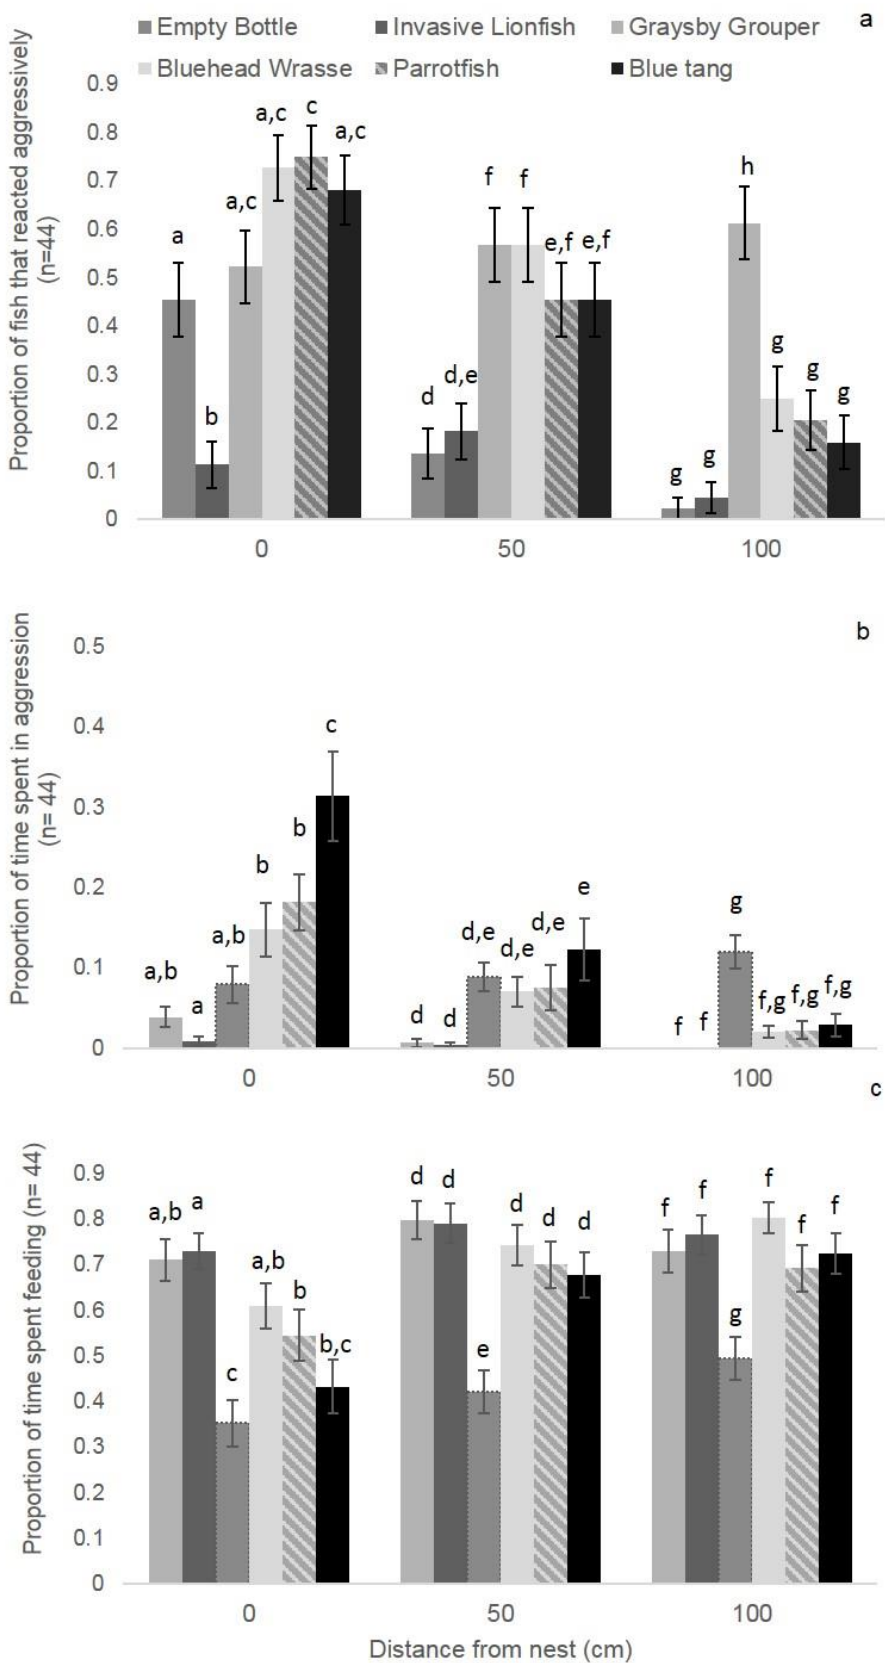 Empty Bottle Invasive Lionfish Graysby Grouper a
Bluehead Wrasse Parrotfish Blue tang
Proportion of fish that reacted aggressively
(n=44)
0.9
0.8
0.7
0.6
0.5
0.4
0.3
0.2
0.1
0
a b a,c a,c c a,c
d d,e f f e,f e,f
g g h g g g
0 50 100
b
Proportion of time spent in aggression
(n= 44)
0.5
0.4
0.3
0.2
0.1
0
a,b a a,b b b c
d d d,e d,e d,e e
f f g f,g f,g f,g
0 50 100
c
Proportion of time spent feeding (n= 44)
0.9
0.8
0.7
0.6
0.5
0.4
0.3
0.2
0.1
0
a,b a c a,b b b,c
d d e d d d
f f g f f f
0 50 100
Distance from nest (cm)